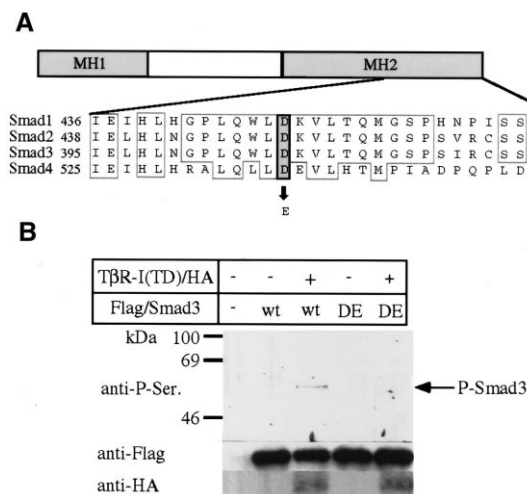 A
MH1 MH2
Smad1 436 I E I H L H G P L Q W L D K V L T Q M G S P H N P I S S
Smad2 438 I E L H L N G P L Q W L D K V L T Q M G S P S V R C S S
Smad3 395 I E L H L N G P L Q W L D K V L T Q M G S P S I R C S S
Smad4 525 I E I H L H R A L Q L L D E V L H T M P I A D P Q P L D
E
B
TβR-I(TD)/HA - - + - +
Flag/Smad3 - wt wt DE DE
kDa 100
69
anti-P-Ser. P-Smad3
46
anti-Flag
anti-HA